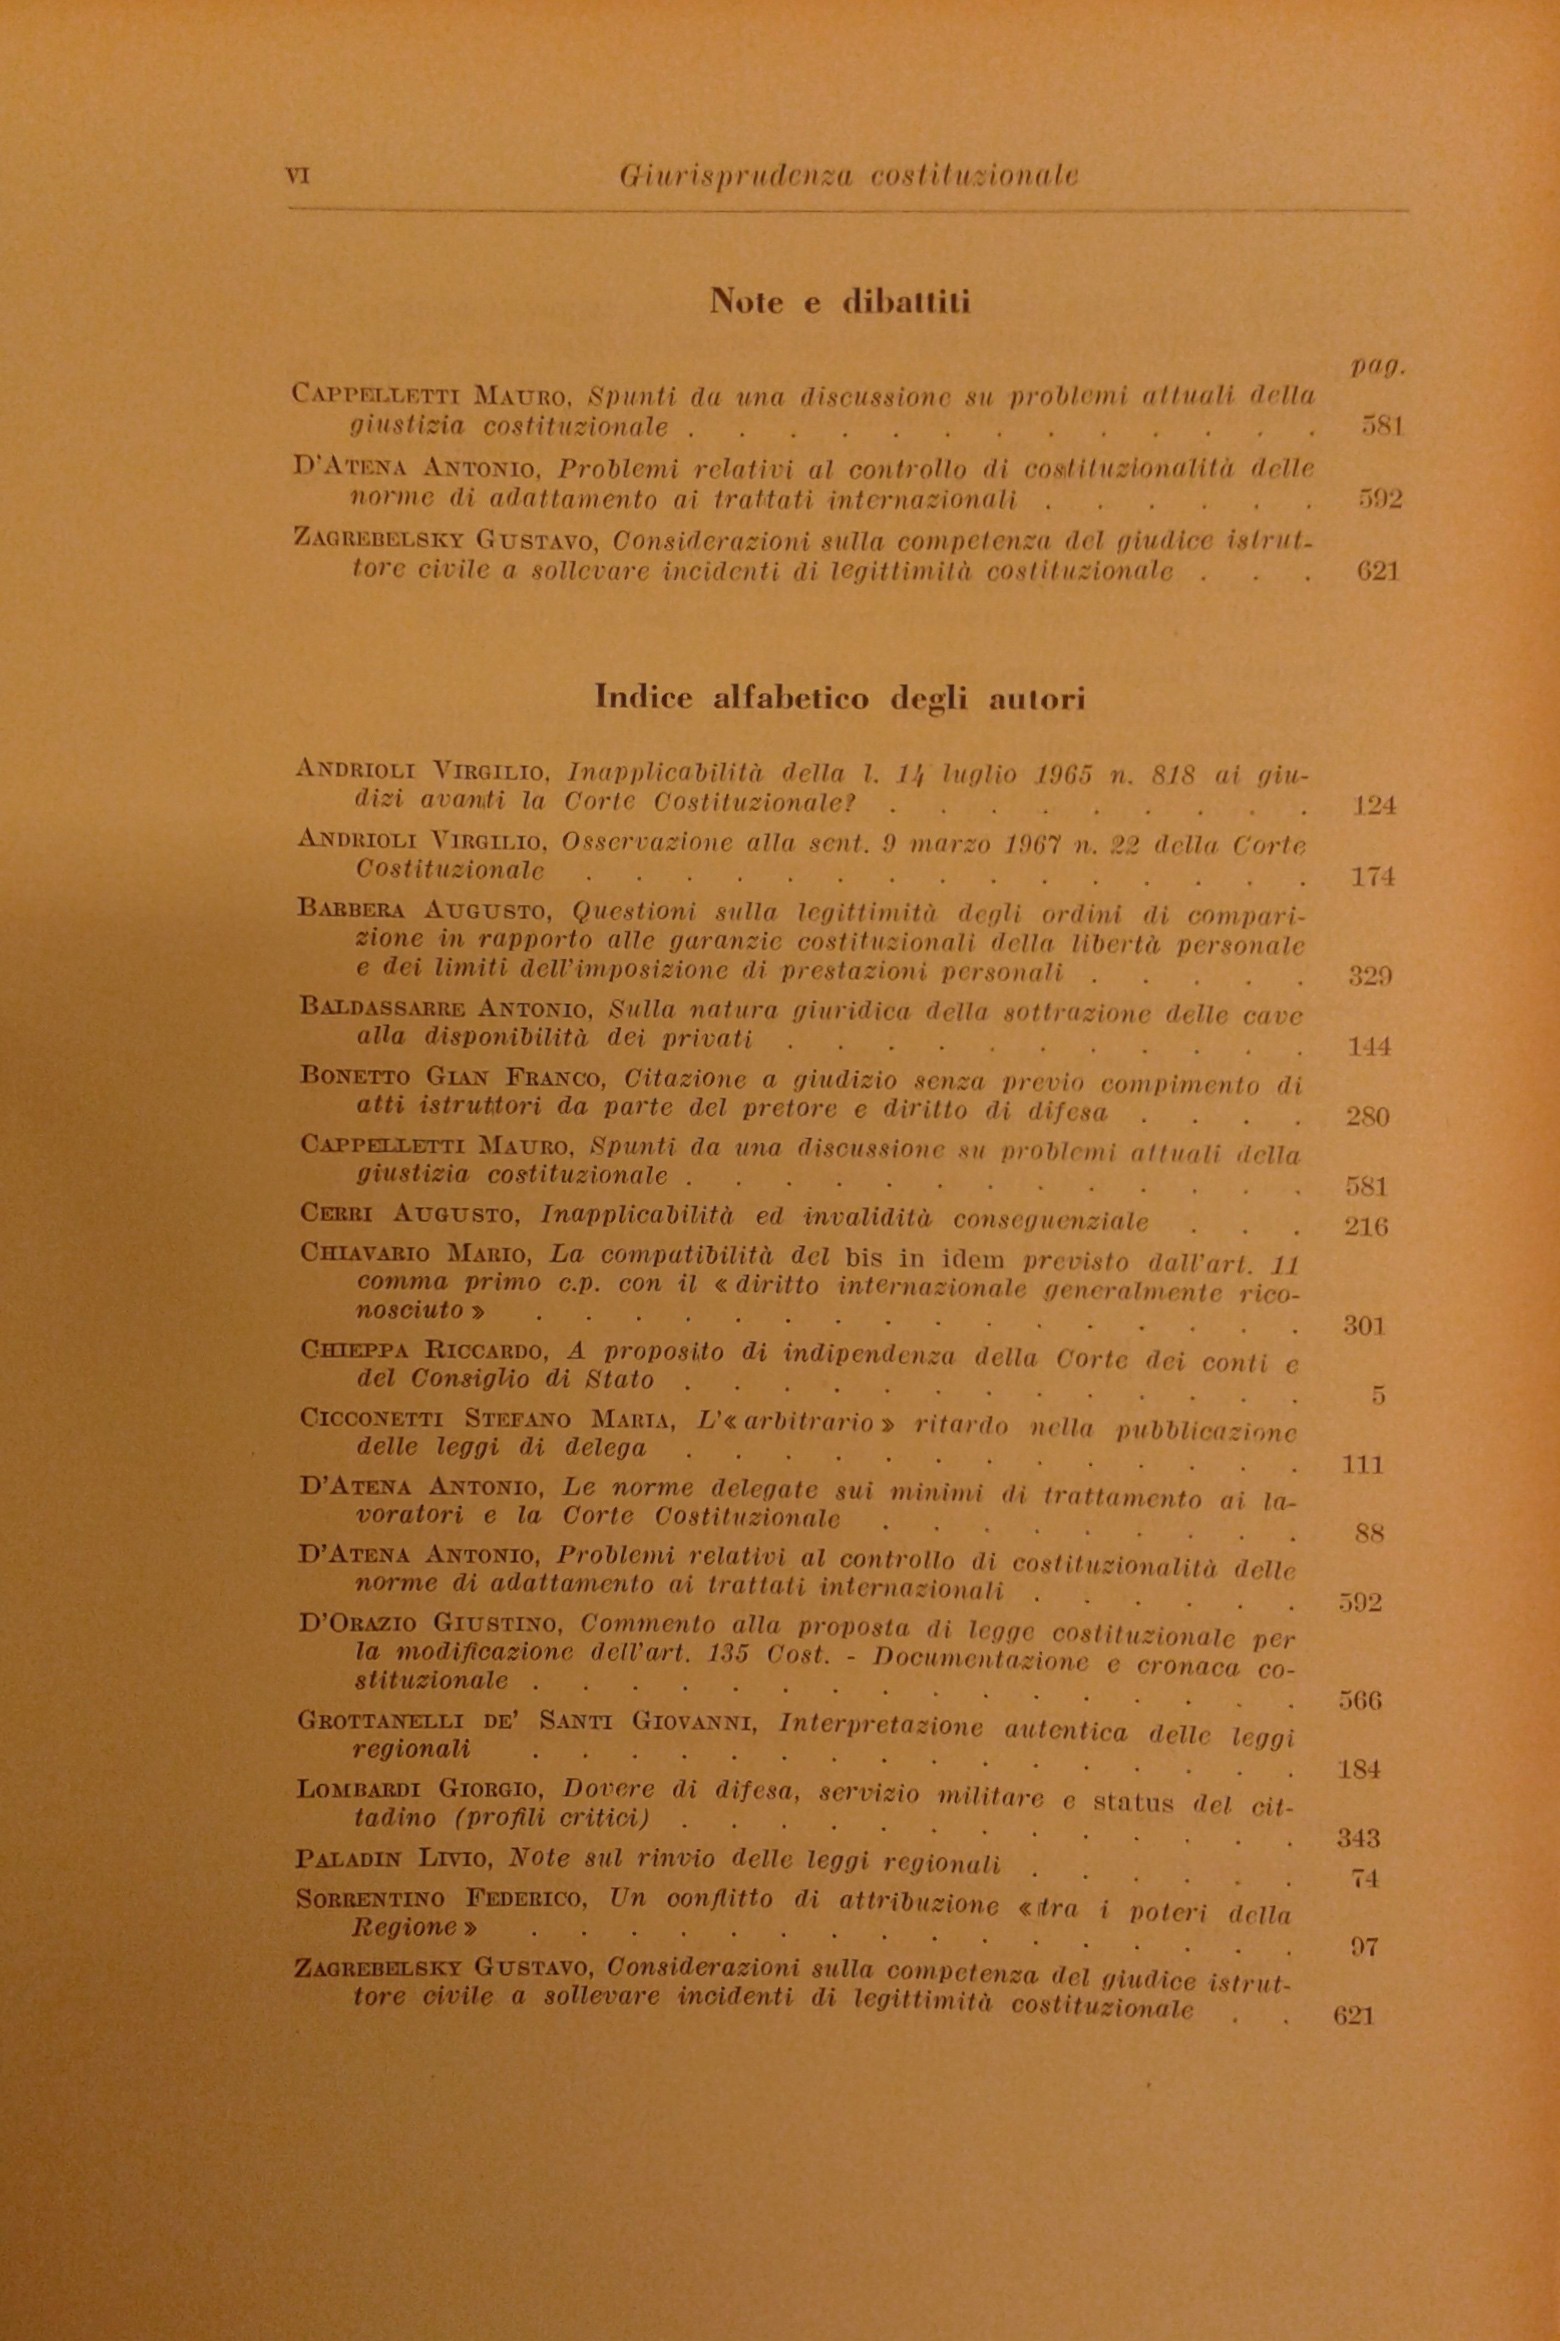 VI Giurisprudenza costituzionale
Note e dibattiti
pag.
CAPPELLETTI MAURO, Spunti da una discussione su problemi attuali della
giustizia costituzionale . . . . . . . . . . . . . 581
D'ATENA ANTONIO, Problemi relativi al controllo di costituzionalità delle
norme di adattamento ai trattati internazionali . . . . . . 592
ZAGREBELSKY GUSTAVO, Considerazioni sulla competenza del giudice istrut-
tore civile a sollevare incidenti di legittimità costituzionale . . . 621
Indice alfabetico degli autori
ANDRIOLI VIRGILIO, Inapplicabilità della l. 14 luglio 1965 n. 818 ai giu-
dizi avanti la Corte Costituzionale? . . . . . . . . . 124
ANDRIOLI VIRGILIO, Osservazione alla sent. 9 marzo 1967 n. 22 della Corte
Costituzionale . . . . . . . . . . . . . . . 174
BARBERA AUGUSTO, Questioni sulla legittimità degli ordini di compari-
zione in rapporto alle garanzie costituzionali della libertà personale
e dei limiti dell'imposizione di prestazioni personali . . . . . 329
BALDASSARRE ANTONIO, Sulla natura giuridica della sottrazione delle cave
alla disponibilità dei privati . . . . . . . . . . . 144
BONETTO GIAN FRANCO, Citazione a giudizio senza previo compimento di
atti istruttori da parte del pretore e diritto di difesa . . . . 280
CAPPELLETTI MAURO, Spunti da una discussione su problemi attuali della
giustizia costituzionale . . . . . . . . . . . . . 581
CERRI AUGUSTO, Inapplicabilità ed invalidità conseguenziale . . . 216
CHIAVARIO MARIO, La compatibilità del bis in idem previsto dall'art. 11
comma primo c.p. con il « diritto internazionale generalmente rico-
nosciuto » . . . . . . . . . . . . . . . . 301
CHIEPPA RICCARDO, A proposito di indipendenza della Corte dei conti e
del Consiglio di Stato . . . . . . . . . . . . . 5
CICCONETTI STEFANO MARIA, L'« arbitrario » ritardo nella pubblicazione
delle leggi di delega . . . . . . . . . . . . . 111
D'ATENA ANTONIO, Le norme delegate sui minimi di trattamento ai la-
voratori e la Corte Costituzionale . . . . . . . . . 88
D'ATENA ANTONIO, Problemi relativi al controllo di costituzionalità delle
norme di adattamento ai trattati internazionali . . . . . . 592
D'ORAZIO GIUSTINO, Commento alla proposta di legge costituzionale per
la modificazione dell'art. 135 Cost. - Documentazione e cronaca co-
stituzionale . . . . . . . . . . . . . . . . 566
GROTTANELLI DE' SANTI GIOVANNI, Interpretazione autentica delle leggi
regionali . . . . . . . . . . . . . . . . 184
LOMBARDI GIORGIO, Dovere di difesa, servizio militare e status del cit-
tadino (profili critici) . . . . . . . . . . . . . 343
PALADIN LIVIO, Note sul rinvio delle leggi regionali . . . . . . 74
SORRENTINO FEDERICO, Un conflitto di attribuzione « tra i poteri della
Regione » . . . . . . . . . . . . . . . . 97
ZAGREBELSKY GUSTAVO, Considerazioni sulla competenza del giudice istrut-
tore civile a sollevare incidenti di legittimità costituzionale . . 621